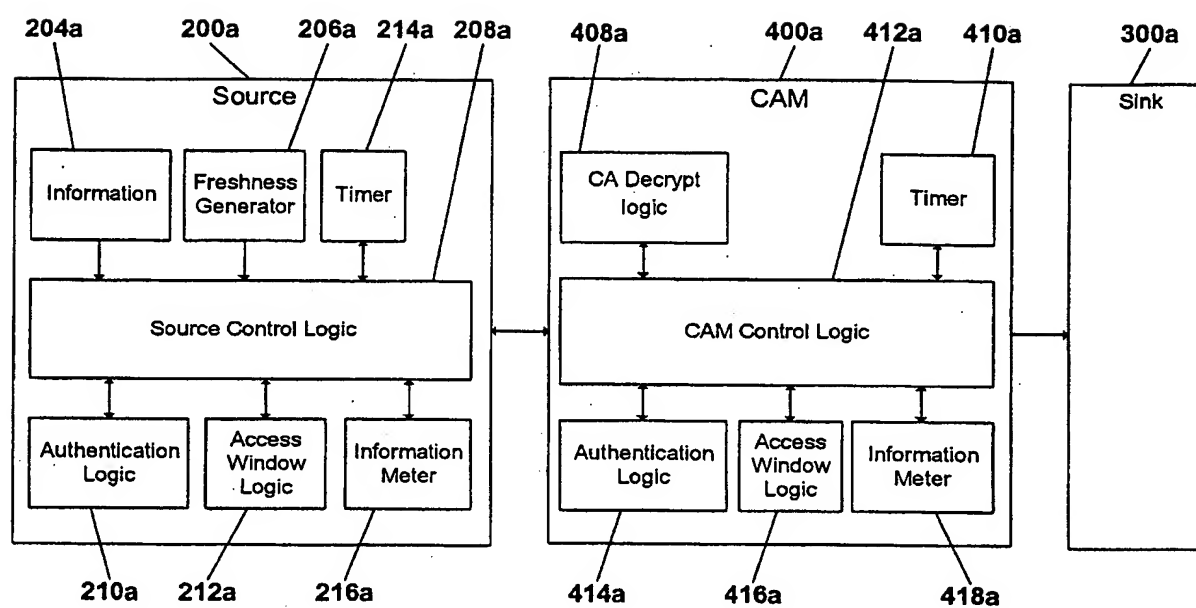 204a 200a 206a 214a 208a 408a 400a 412a 410a 300a
Source CAM Sink
Information
Freshness
Generator
Timer
CA Decrypt
logic
Timer
Source Control Logic
CAM Control Logic
Authentication
Logic
Access
Window
Logic
Information
Meter
Authentication
Logic
Access
Window
Logic
Information
Meter
210a 212a 216a 414a 416a 418a